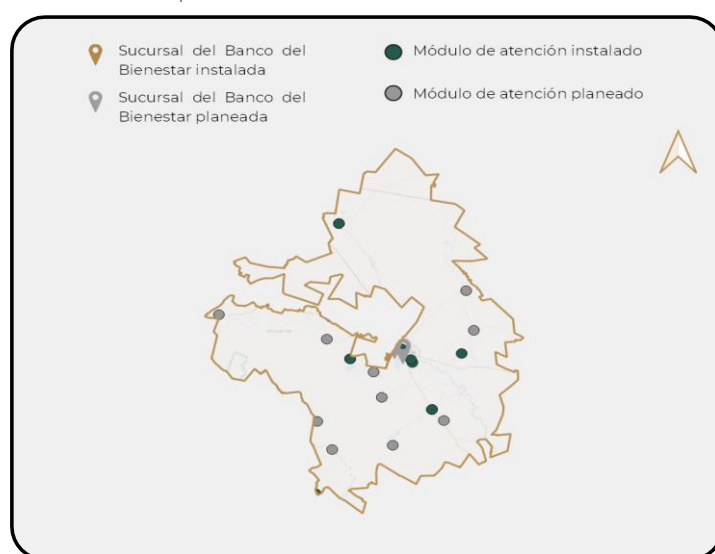 Sucursal del Banco del
Bienestar instalada
Módulo de atención instalado
Sucursal del Banco del
Bienestar planeada
Módulo de atención planeado